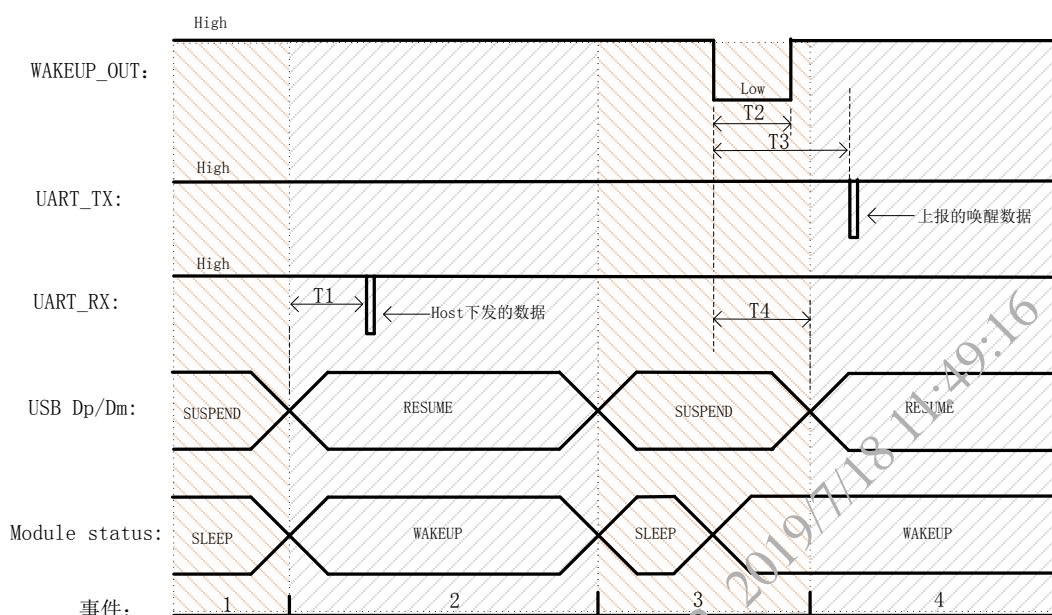 High
WAKEUP_OUT:
Low
T2
T3
High
UART_TX:
上报的唤醒数据
High
UART_RX:
T1
Host下发的数据
T4
USB Dp/Dm:
SUSPEND
RESUME
SUSPEND
RESUME
Module status:
SLEEP
WAKEUP
SLEEP
WAKEUP
事件:
1
2
3
4
2019/7/18 11:49:16